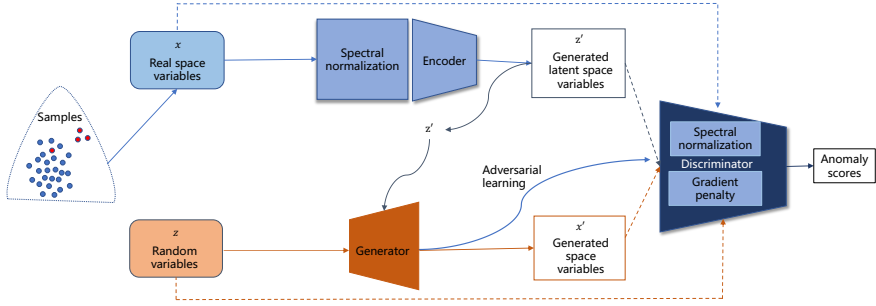 x
Real space
variables
Spectral
normalization
Encoder
z′
Generated
latent space
variables
Samples
z′
Spectral
normalization
Discriminator
Gradient
penalty
Anomaly
scores
Adversarial
learning
z
Random
variables
Generator
x′
Generated
space
variables